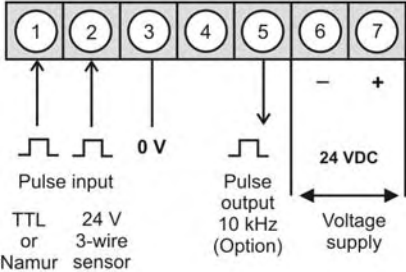 1 2 3 4 5 6 7
– +
0 V
24 VDC
Pulse input
Pulse
output
10 kHz
(Option)
Voltage
supply
TTL
or
Namur
24 V
3-wire
sensor